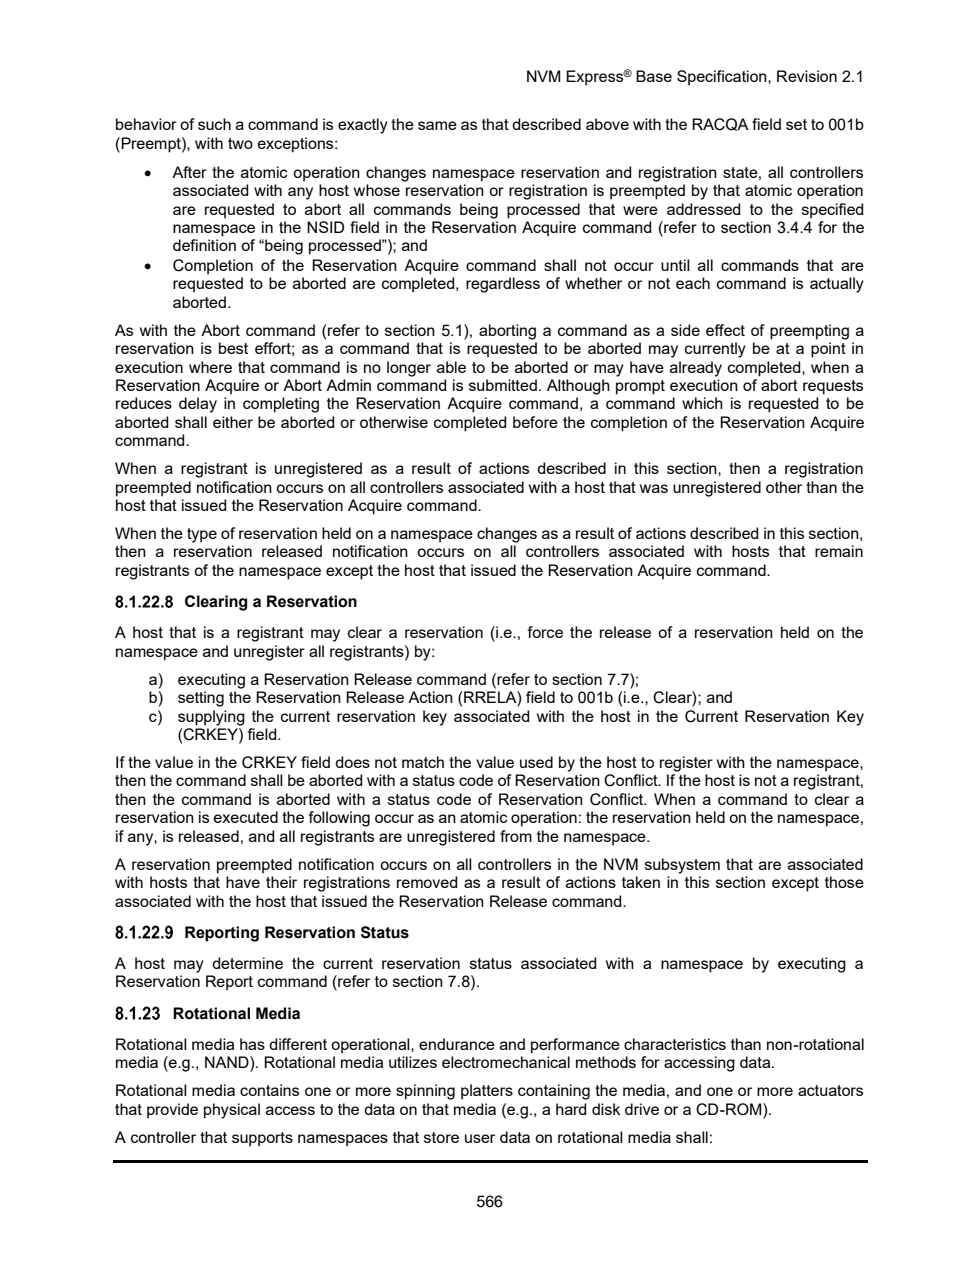 NVM Express® Base Specification, Revision 2.1
behavior of such a command is exactly the same as that described above with the RACQA field set to 001b
(Preempt), with two exceptions:
• After the atomic operation changes namespace reservation and registration state, all controllers
associated with any host whose reservation or registration is preempted by that atomic operation
are requested to abort all commands being processed that were addressed to the specified
namespace in the NSID field in the Reservation Acquire command (refer to section 3.4.4 for the
definition of “being processed”); and
• Completion of the Reservation Acquire command shall not occur until all commands that are
requested to be aborted are completed, regardless of whether or not each command is actually
aborted.
As with the Abort command (refer to section 5.1), aborting a command as a side effect of preempting a
reservation is best effort; as a command that is requested to be aborted may currently be at a point in
execution where that command is no longer able to be aborted or may have already completed, when a
Reservation Acquire or Abort Admin command is submitted. Although prompt execution of abort requests
reduces delay in completing the Reservation Acquire command, a command which is requested to be
aborted shall either be aborted or otherwise completed before the completion of the Reservation Acquire
command.
When a registrant is unregistered as a result of actions described in this section, then a registration
preempted notification occurs on all controllers associated with a host that was unregistered other than the
host that issued the Reservation Acquire command.
When the type of reservation held on a namespace changes as a result of actions described in this section,
then a reservation released notification occurs on all controllers associated with hosts that remain
registrants of the namespace except the host that issued the Reservation Acquire command.
8.1.22.8 Clearing a Reservation
A host that is a registrant may clear a reservation (i.e., force the release of a reservation held on the
namespace and unregister all registrants) by:
a) executing a Reservation Release command (refer to section 7.7);
b) setting the Reservation Release Action (RRELA) field to 001b (i.e., Clear); and
c) supplying the current reservation key associated with the host in the Current Reservation Key
(CRKEY) field.
If the value in the CRKEY field does not match the value used by the host to register with the namespace,
then the command shall be aborted with a status code of Reservation Conflict. If the host is not a registrant,
then the command is aborted with a status code of Reservation Conflict. When a command to clear a
reservation is executed the following occur as an atomic operation: the reservation held on the namespace,
if any, is released, and all registrants are unregistered from the namespace.
A reservation preempted notification occurs on all controllers in the NVM subsystem that are associated
with hosts that have their registrations removed as a result of actions taken in this section except those
associated with the host that issued the Reservation Release command.
8.1.22.9 Reporting Reservation Status
A host may determine the current reservation status associated with a namespace by executing a
Reservation Report command (refer to section 7.8).
8.1.23 Rotational Media
Rotational media has different operational, endurance and performance characteristics than non-rotational
media (e.g., NAND). Rotational media utilizes electromechanical methods for accessing data.
Rotational media contains one or more spinning platters containing the media, and one or more actuators
that provide physical access to the data on that media (e.g., a hard disk drive or a CD-ROM).
A controller that supports namespaces that store user data on rotational media shall:
566